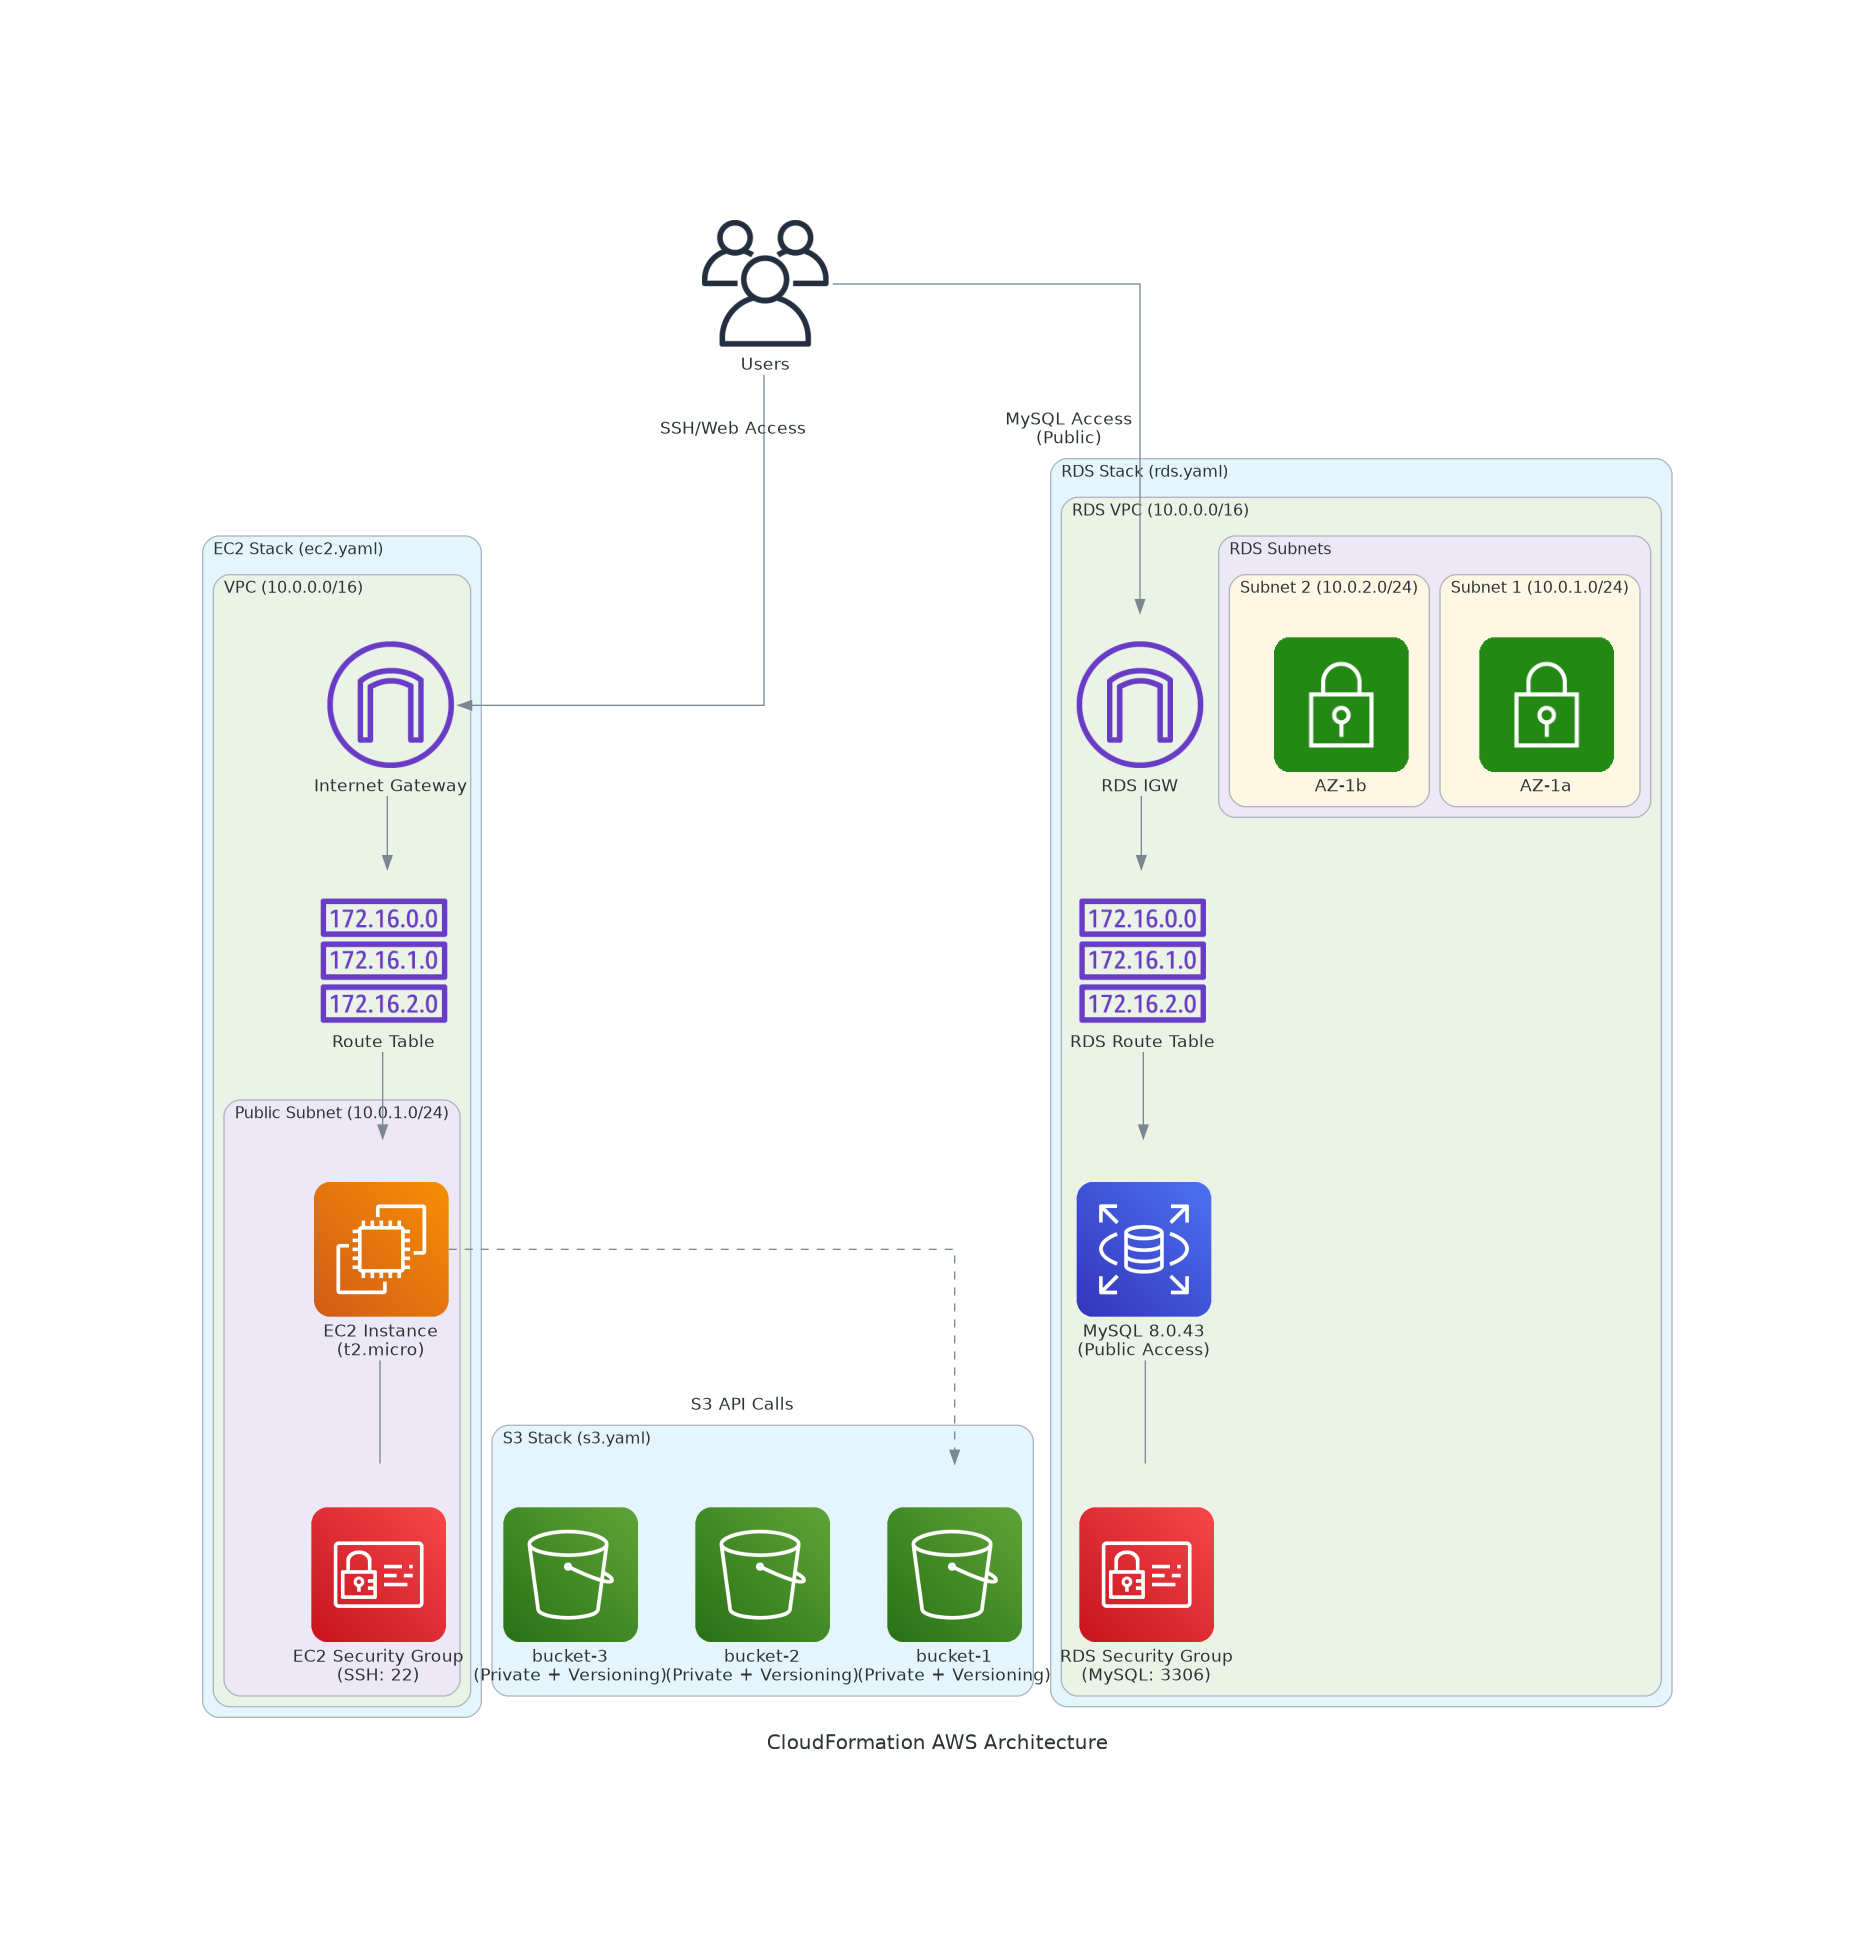 Users
SSH/Web Access
MySQL Access
(Public)
RDS Stack (rds.yaml)
RDS VPC (10.0.0.0/16)
RDS Subnets
Subnet 2 (10.0.2.0/24)
Subnet 1 (10.0.1.0/24)
AZ-1b
AZ-1a
EC2 Stack (ec2.yaml)
VPC (10.0.0.0/16)
Internet Gateway
RDS IGW
172.16.0.0
172.16.1.0
172.16.2.0
Route Table
172.16.0.0
172.16.1.0
172.16.2.0
RDS Route Table
Public Subnet (10.0.1.0/24)
EC2 Instance
(t2.micro)
MySQL 8.0.43
(Public Access)
S3 API Calls
S3 Stack (s3.yaml)
EC2 Security Group
(SSH: 22)
bucket-3
(Private + Versioning)
bucket-2
(Private + Versioning)
bucket-1
(Private + Versioning)
RDS Security Group
(MySQL: 3306)
CloudFormation AWS Architecture